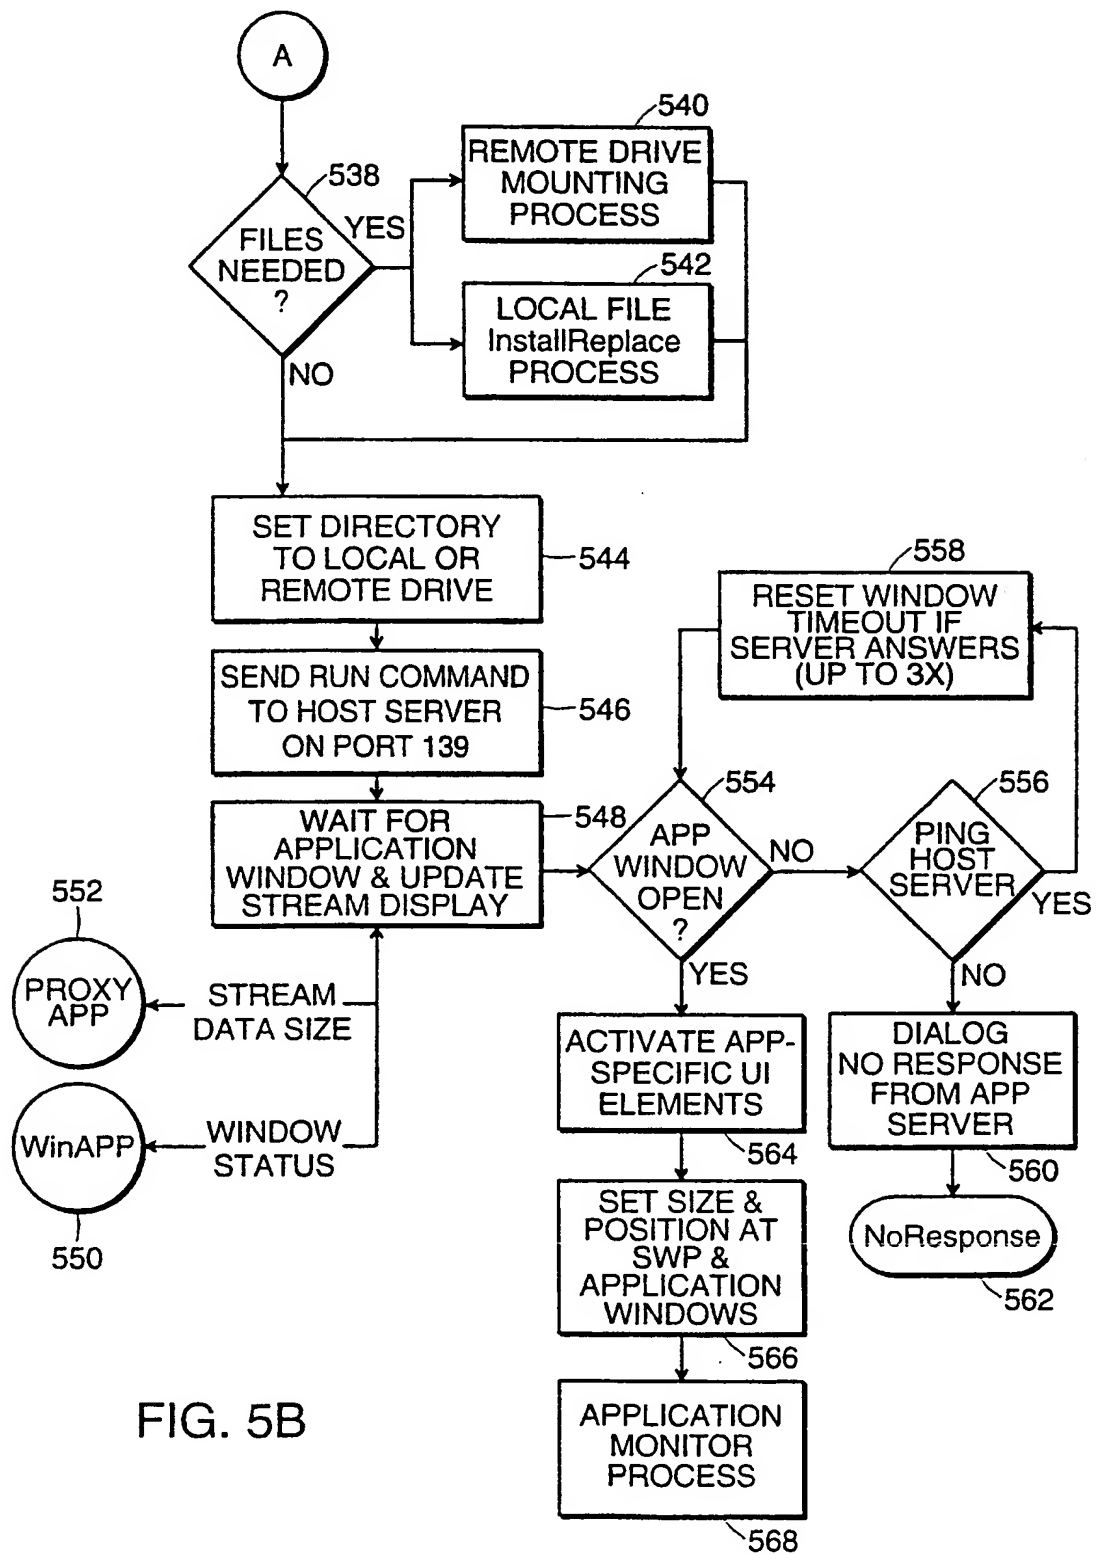 A
540
REMOTE DRIVE
MOUNTING
PROCESS
538
YES
FILES
NEEDED
?
542
LOCAL FILE
InstallReplace
PROCESS
NO
SET DIRECTORY
TO LOCAL OR
REMOTE DRIVE
544
558
RESET WINDOW
TIMEOUT IF
SERVER ANSWERS
(UP TO 3X)
SEND RUN COMMAND
TO HOST SERVER
ON PORT 139
546
WAIT FOR
APPLICATION
WINDOW & UPDATE
STREAM DISPLAY
548
554
APP
WINDOW
OPEN
?
NO
556
PING
HOST
SERVER
YES
552
PROXY
APP
STREAM
DATA SIZE
YES
NO
WinAPP
WINDOW
STATUS
550
ACTIVATE APP-
SPECIFIC UI
ELEMENTS
564
DIALOG
NO RESPONSE
FROM APP
SERVER
560
SET SIZE &
POSITION AT
SWP &
APPLICATION
WINDOWS
566
NoResponse
562
APPLICATION
MONITOR
PROCESS
568
FIG. 5B